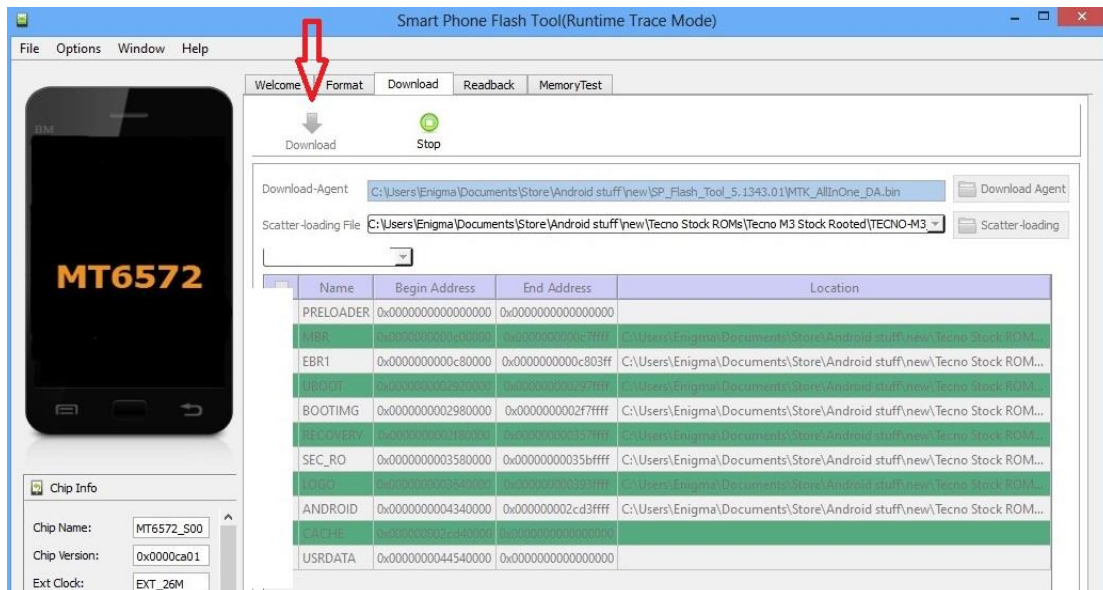 Smart Phone Flash Tool(Runtime Trace Mode)
File Options Window Help
Welcome Format Download Readback MemoryTest
BM
Download Stop
Download-Agent C:\Users\Enigma\Documents\Store\Android stuff\new\SP_Flash_Tool_5.1343.01\MTK_AllInOne_DA.bin Download Agent
Scatter-loading File C:\Users\Enigma\Documents\Store\Android stuff\new\Tecno Stock ROMs\Tecno M3 Stock Rooted\TECNO-M3_ Scatter-loading
MT6572
Name Begin Address End Address Location
PRELOADER 0x0000000000000000 0x0000000000000000
MBR 0x0000000000c00000 0x0000000000c7ffff C:\Users\Enigma\Documents\Store\Android stuff\new\Tecno Stock ROM...
EBR1 0x0000000000c80000 0x0000000000c803ff C:\Users\Enigma\Documents\Store\Android stuff\new\Tecno Stock ROM...
UBOOT 0x0000000002920000 0x000000000297ffff C:\Users\Enigma\Documents\Store\Android stuff\new\Tecno Stock ROM...
BOOTIMG 0x0000000002980000 0x0000000002f7ffff C:\Users\Enigma\Documents\Store\Android stuff\new\Tecno Stock ROM...
RECOVERY 0x0000000002f80000 0x000000000357ffff C:\Users\Enigma\Documents\Store\Android stuff\new\Tecno Stock ROM...
SEC_RO 0x0000000003580000 0x00000000035bffff C:\Users\Enigma\Documents\Store\Android stuff\new\Tecno Stock ROM...
LOGO 0x0000000003640000 0x000000000393ffff C:\Users\Enigma\Documents\Store\Android stuff\new\Tecno Stock ROM...
ANDROID 0x0000000004340000 0x000000002cd3ffff C:\Users\Enigma\Documents\Store\Android stuff\new\Tecno Stock ROM...
CACHE 0x000000002cd40000 0x0000000000000000
USRDATA 0x0000000044540000 0x0000000000000000
Chip Info
Chip Name: MT6572_S00
Chip Version: 0x0000ca01
Ext Clock: EXT_26M